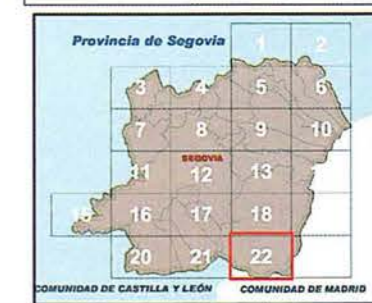 Provincia de Segovia
1 2
3 4 5 6
7 8 9 10
11 SEGOVIA 12 13
16 17 18
20 21 22
COMUNIDAD DE CASTILLA Y LEÓN COMUNIDAD DE MADRID